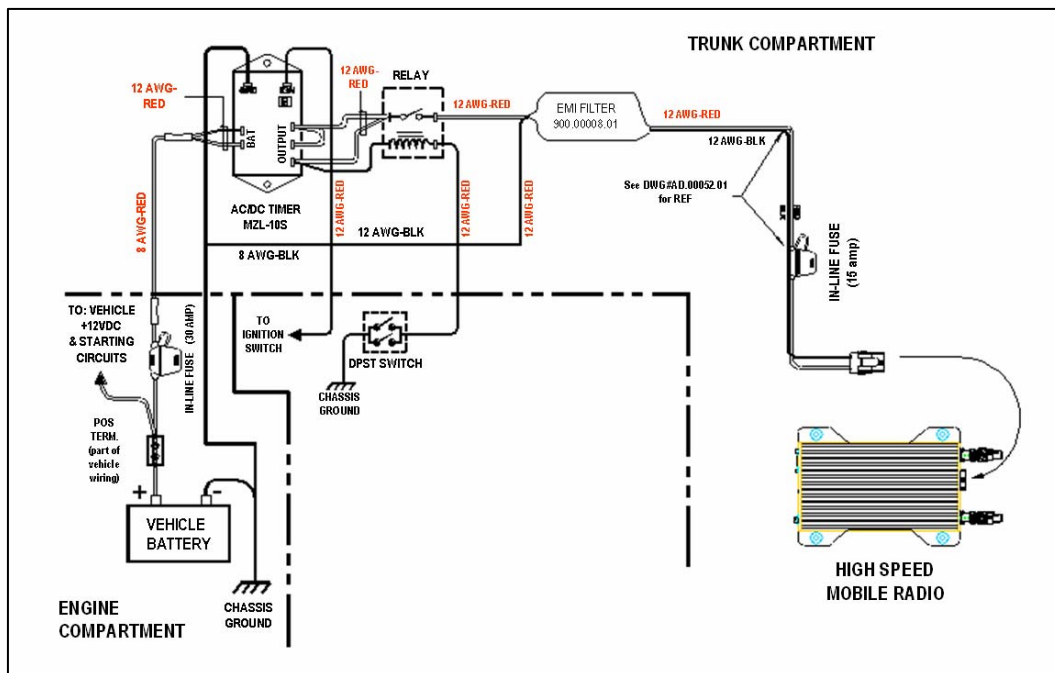 TRUNK COMPARTMENT
12 AWG-
RED
GRD
IGN
BAT
OUTPUT
12 AWG-
RED
RELAY
12 AWG-RED
EMI FILTER
900.00008.01
12 AWG-RED
12 AWG-BLK
See DWG#AD.00052.01
for REF
AC/DC TIMER
MZL-10S
8 AWG-RED
12 AWG-RED
12 AWG-BLK
12 AWG-RED
12 AWG-RED
8 AWG-BLK
IN-LINE FUSE
(15 amp)
TO: VEHICLE
+12VDC
& STARTING
CIRCUITS
IN-LINE FUSE (30 AMP)
TO
IGNITION
SWITCH
DPST SWITCH
CHASSIS
GROUND
POS
TERM.
(part of
vehicle
wiring)
+
-
VEHICLE
BATTERY
CHASSIS
GROUND
ENGINE
COMPARTMENT
HIGH SPEED
MOBILE RADIO